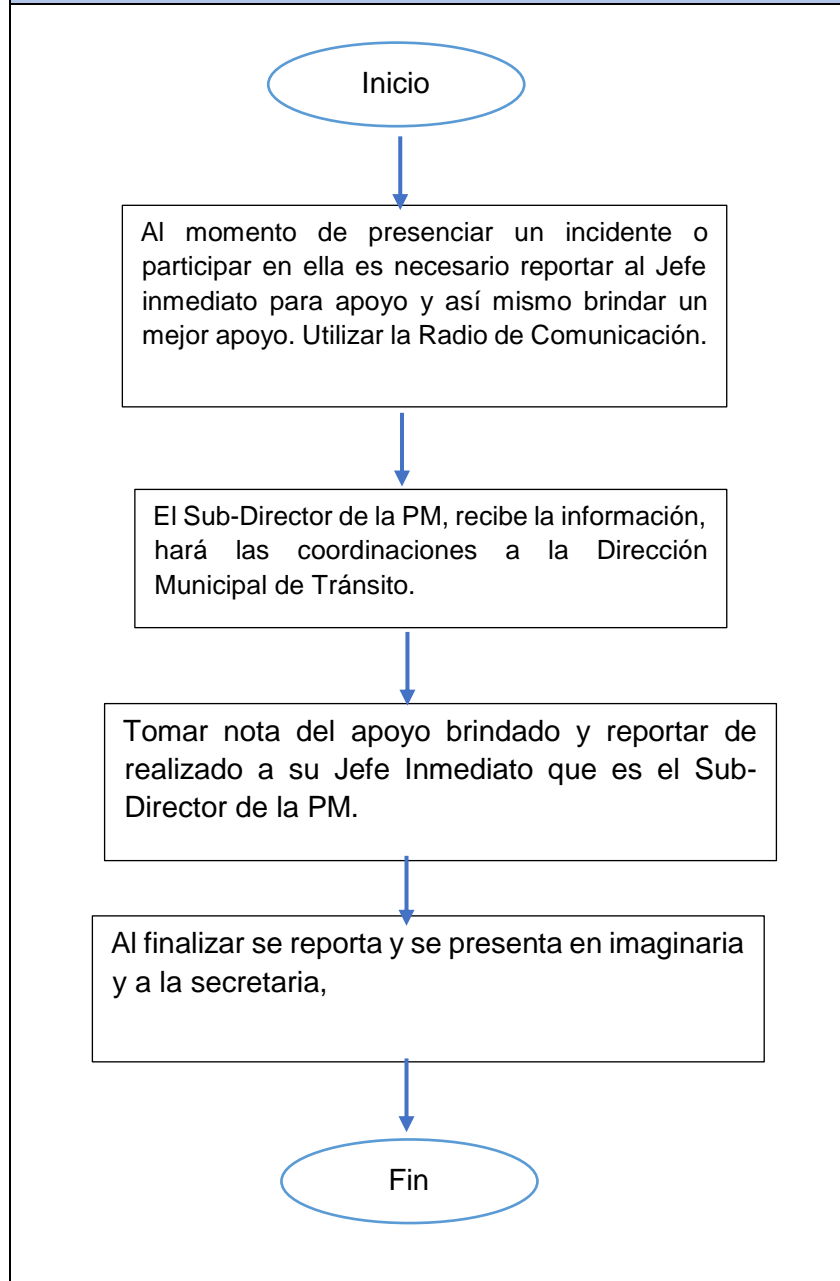 Inicio
Al momento de presenciar un incidente o
participar en ella es necesario reportar al Jefe
inmediato para apoyo y así mismo brindar un
mejor apoyo. Utilizar la Radio de Comunicación.
El Sub-Director de la PM, recibe la información,
hará las coordinaciones a la Dirección
Municipal de Tránsito.
Tomar nota del apoyo brindado y reportar de
realizado a su Jefe Inmediato que es el Sub-
Director de la PM.
Al finalizar se reporta y se presenta en imaginaria
y a la secretaria,
Fin